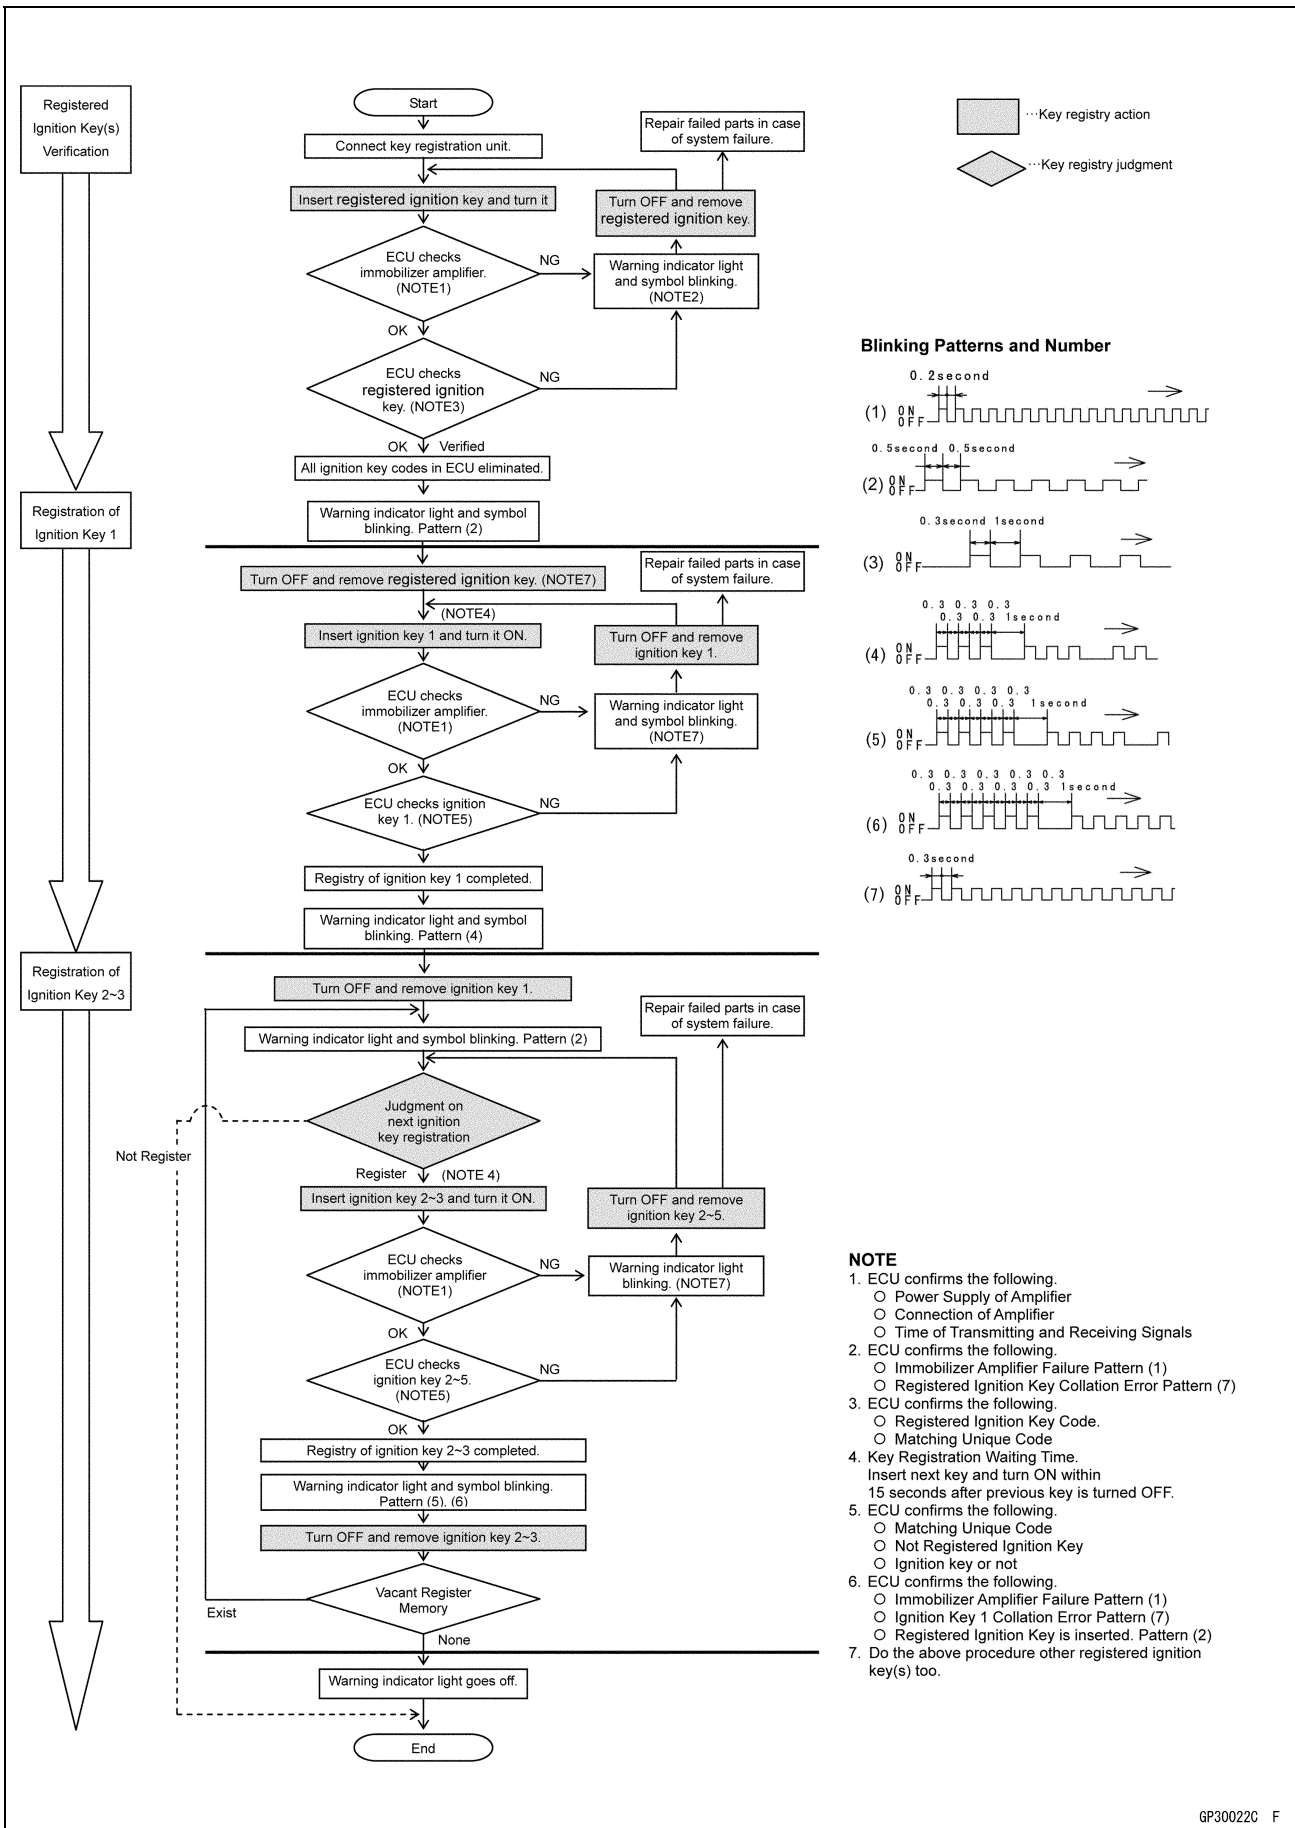 Registered
Ignition Key(s)
Verification
Start
Connect key registration unit.
Insert registered ignition key and turn it
ECU checks
immobilizer amplifier.
(NOTE1)
NG
OK
ECU checks
registered ignition
key. (NOTE3)
NG
OK
Verified
All ignition key codes in ECU eliminated.
Warning indicator light and symbol
blinking. Pattern (2)
Repair failed parts in case
of system failure.
Turn OFF and remove
registered ignition key.
Warning indicator light
and symbol blinking.
(NOTE2)
···Key registry action
···Key registry judgment
Registration of
Ignition Key 1
Turn OFF and remove registered ignition key. (NOTE7)
(NOTE4)
Insert ignition key 1 and turn it ON.
ECU checks
immobilizer amplifier.
(NOTE1)
NG
OK
ECU checks ignition
key 1. (NOTE5)
NG
OK
Registry of ignition key 1 completed.
Warning indicator light and symbol
blinking. Pattern (4)
Repair failed parts in case
of system failure.
Turn OFF and remove
ignition key 1.
Warning indicator light
and symbol blinking.
(NOTE7)
Blinking Patterns and Number
0.2second
(1) ON
OFF
0.5second 0.5second
(2) ON
OFF
0.3second 1second
(3) ON
OFF
0.3 0.3 0.3
0.3 0.3 1second
(4) ON
OFF
0.3 0.3 0.3 0.3
0.3 0.3 0.3 1second
(5) ON
OFF
0.3 0.3 0.3 0.3 0.3
0.3 0.3 0.3 0.3 1second
(6) ON
OFF
0.3second
(7) ON
OFF
Registration of
Ignition Key 2~3
Turn OFF and remove ignition key 1.
Warning indicator light and symbol blinking. Pattern (2)
Judgment on
next ignition
key registration
Not Register
Register
(NOTE 4)
Insert ignition key 2~3 and turn it ON.
ECU checks
immobilizer amplifier
(NOTE1)
NG
OK
ECU checks
ignition key 2~5.
(NOTE5)
NG
OK
Registry of ignition key 2~3 completed.
Warning indicator light and symbol blinking.
Pattern (5), (6)
Turn OFF and remove ignition key 2~3.
Vacant Register
Memory
Exist
None
Warning indicator light goes off.
End
Repair failed parts in case
of system failure.
Turn OFF and remove
ignition key 2~5.
Warning indicator light
blinking. (NOTE7)
NOTE
1. ECU confirms the following.
○ Power Supply of Amplifier
○ Connection of Amplifier
○ Time of Transmitting and Receiving Signals
2. ECU confirms the following.
○ Immobilizer Amplifier Failure Pattern (1)
○ Registered Ignition Key Collation Error Pattern (7)
3. ECU confirms the following.
○ Registered Ignition Key Code.
○ Matching Unique Code
4. Key Registration Waiting Time.
Insert next key and turn ON within
15 seconds after previous key is turned OFF.
5. ECU confirms the following.
○ Matching Unique Code
○ Not Registered Ignition Key
○ Ignition key or not
6. ECU confirms the following.
○ Immobilizer Amplifier Failure Pattern (1)
○ Ignition Key 1 Collation Error Pattern (7)
○ Registered Ignition Key is inserted. Pattern (2)
7. Do the above procedure other registered ignition
key(s) too.
GP30022C F